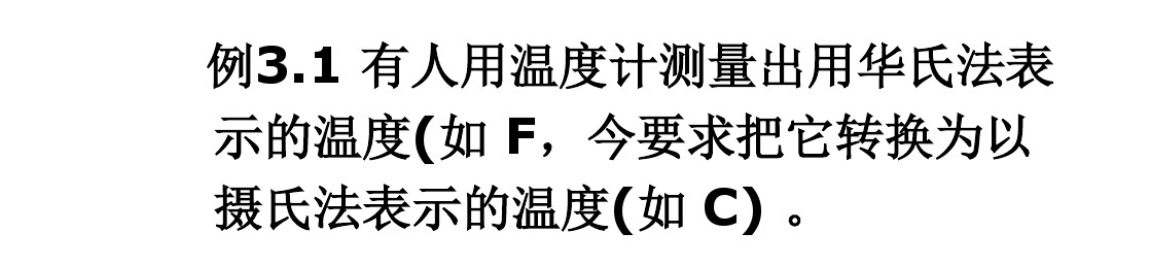 例3.1 有人用温度计测量出用华氏法表
示的温度(如 F，今要求把它转换为以
摄氏法表示的温度(如 C) 。